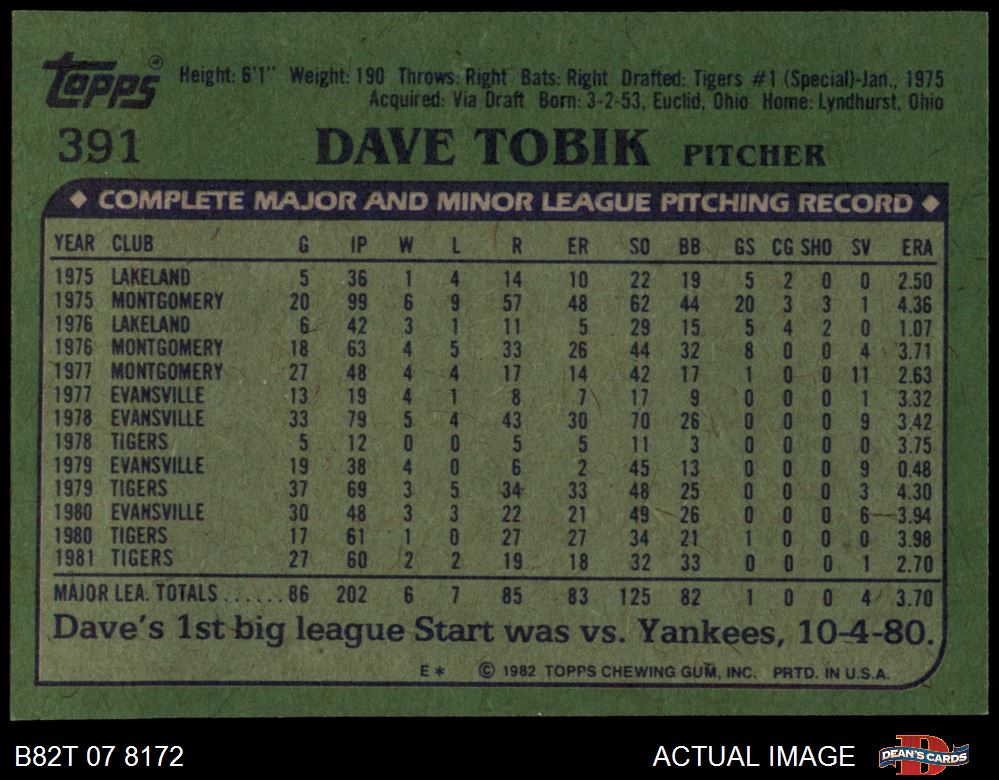 Topps® Height: 6'1" Weight: 190 Throws: Right Bats: Right Drafted: Tigers #1 (Special)-Jan., 1975
Acquired: Via Draft Born: 3-2-53, Euclid, Ohio Home: Lyndhurst, Ohio
391 DAVE TOBIK PITCHER
◆ COMPLETE MAJOR AND MINOR LEAGUE PITCHING RECORD ◆
YEAR CLUB G IP W L R ER SO BB GS CG SHO SV ERA
1975 LAKELAND 5 36 1 4 14 10 22 19 5 2 0 0 2.50
1975 MONTGOMERY 20 99 6 9 57 48 62 44 20 3 3 1 4.36
1976 LAKELAND 6 42 3 1 11 5 29 15 5 4 2 0 1.07
1976 MONTGOMERY 18 63 4 5 33 26 44 32 8 0 0 4 3.71
1977 MONTGOMERY 27 48 4 4 17 14 42 17 1 0 0 11 2.63
1977 EVANSVILLE 13 19 4 1 8 7 17 9 0 0 0 1 3.32
1978 EVANSVILLE 33 79 5 4 43 30 70 26 0 0 0 9 3.42
1978 TIGERS 5 12 0 0 5 5 11 3 0 0 0 0 3.75
1979 EVANSVILLE 19 38 4 0 6 2 45 13 0 0 0 9 0.48
1979 TIGERS 37 69 3 5 34 33 48 25 0 0 0 3 4.30
1980 EVANSVILLE 30 48 3 3 22 21 49 26 0 0 0 6 3.94
1980 TIGERS 17 61 1 0 27 27 34 21 1 0 0 0 3.98
1981 TIGERS 27 60 2 2 19 18 32 33 0 0 0 1 2.70
MAJOR LEA. TOTALS ......86 202 6 7 85 83 125 82 1 0 0 4 3.70
Dave's 1st big league Start was vs. Yankees, 10-4-80.
E* © 1982 TOPPS CHEWING GUM, INC. PRTD. IN U.S.A.
B82T 07 8172 ACTUAL IMAGE DEAN'S CARDS